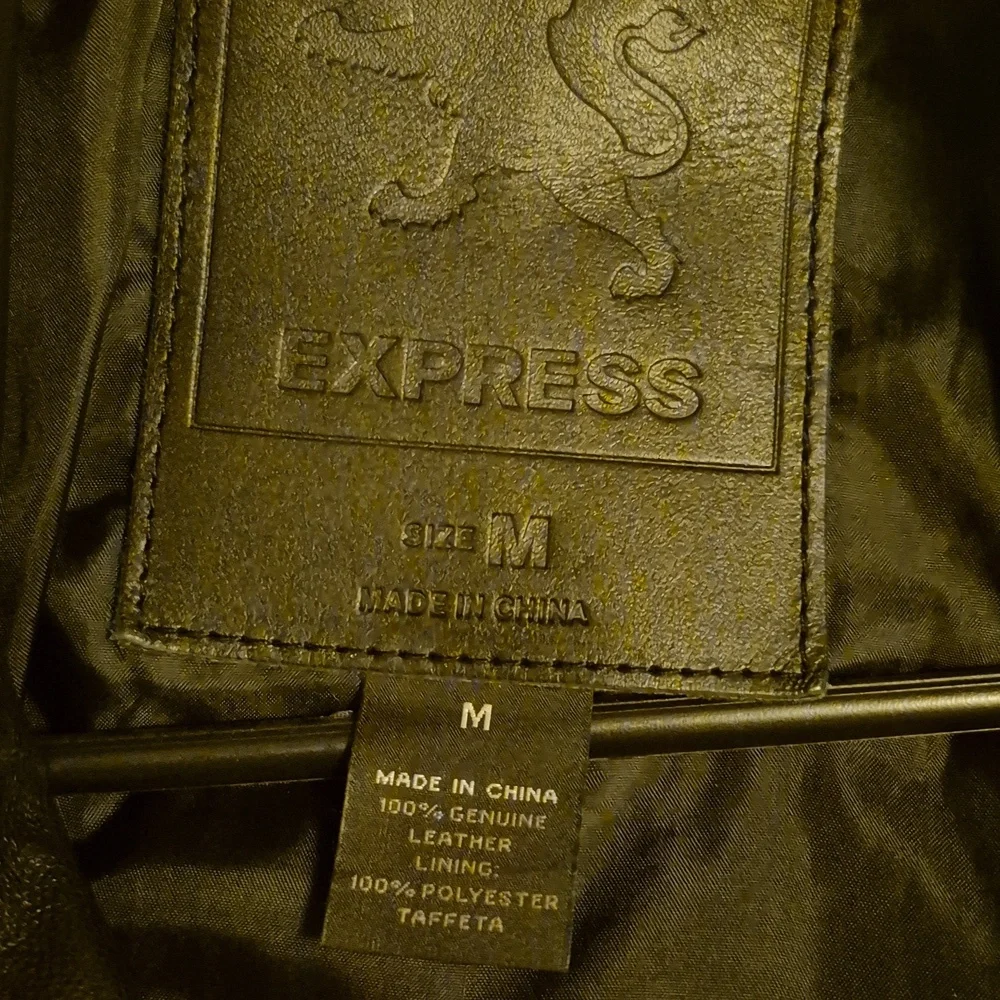 EXPRESS
SIZE M
MADE IN CHINA
M
MADE IN CHINA
100% GENUINE
LEATHER
LINING:
100% POLYESTER
TAFFETA